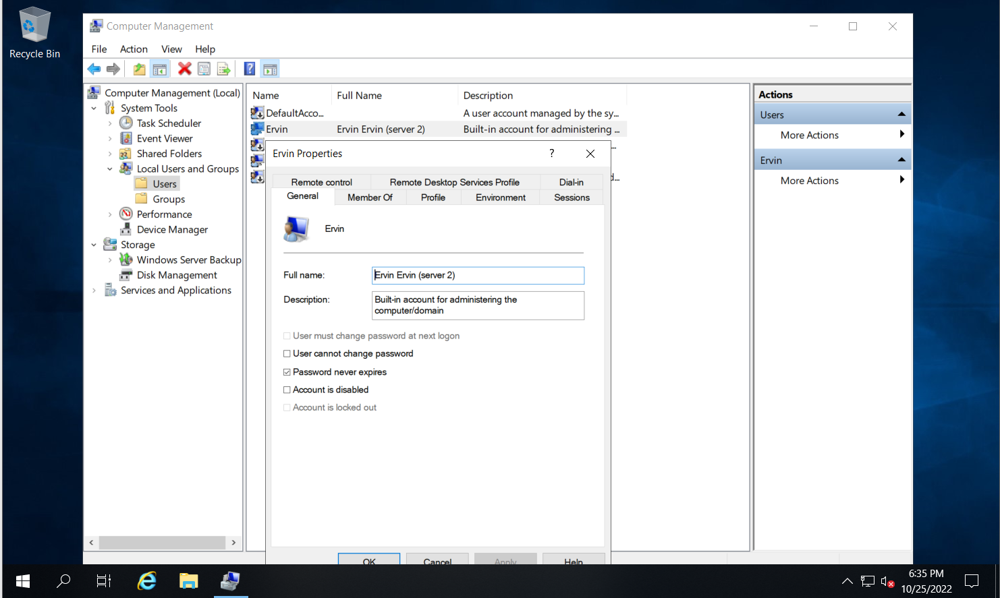 Recycle Bin
Computer Management
File Action View Help
Computer Management (Local)
System Tools
Task Scheduler
Event Viewer
Shared Folders
Local Users and Groups
Users
Groups
Performance
Device Manager
Storage
Windows Server Backup
Disk Management
Services and Applications
Name Full Name Description
DefaultAcco... A user account managed by the sy...
Ervin Ervin Ervin (server 2) Built-in account for administering ...
Ervin Properties
?
Remote control Remote Desktop Services Profile Dial-in
General Member Of Profile Environment Sessions
Ervin
Full name: Ervin Ervin (server 2)
Description: Built-in account for administering the
computer/domain
User must change password at next logon
User cannot change password
Password never expires
Account is disabled
Account is locked out
OK Cancel Apply Help
Actions
Users
More Actions
Ervin
More Actions
6:35 PM
10/25/2022